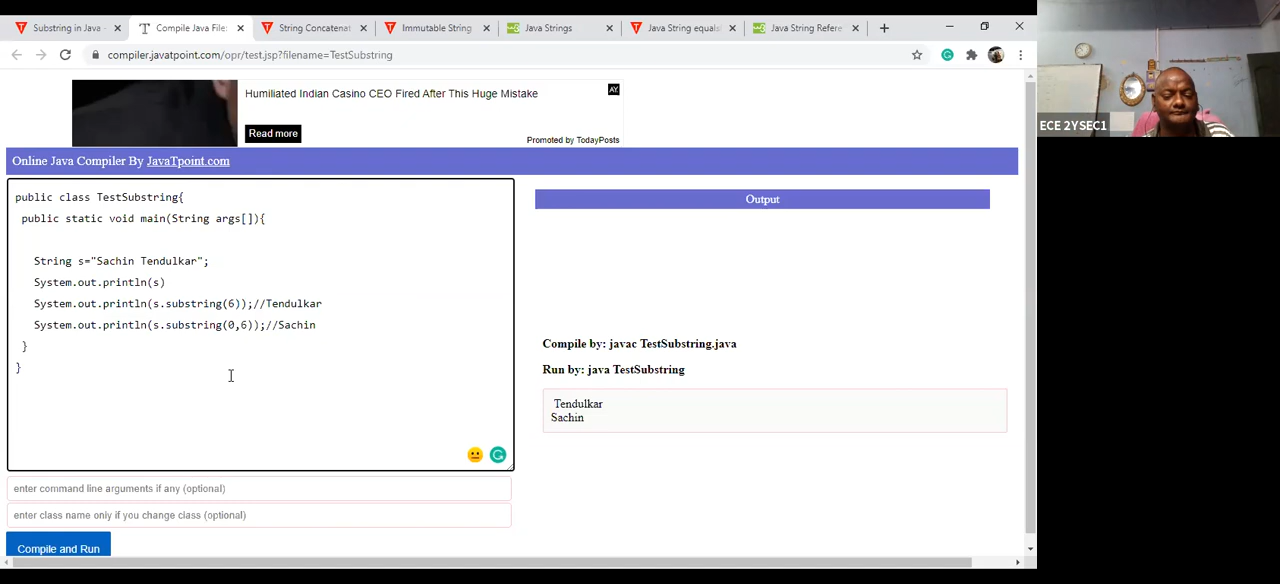 Substring in Java -
Compile Java File:
String Concatenat
Immutable String
Java Strings
Java String equals
Java String Refere
compiler.javatpoint.com/opr/test.jsp?filename=TestSubstring
Humiliated Indian Casino CEO Fired After This Huge Mistake
AY
Read more
Promoted by TodayPosts
ECE 2YSEC1
Online Java Compiler By JavaTpoint.com
public class TestSubstring{
public static void main(String args[]){
String s="Sachin Tendulkar";
System.out.println(s)
System.out.println(s.substring(6));//Tendulkar
System.out.println(s.substring(0,6));//Sachin
}
}
Output
Compile by: javac TestSubstring.java
Run by: java TestSubstring
Tendulkar
Sachin
enter command line arguments if any (optional)
enter class name only if you change class (optional)
Compile and Run